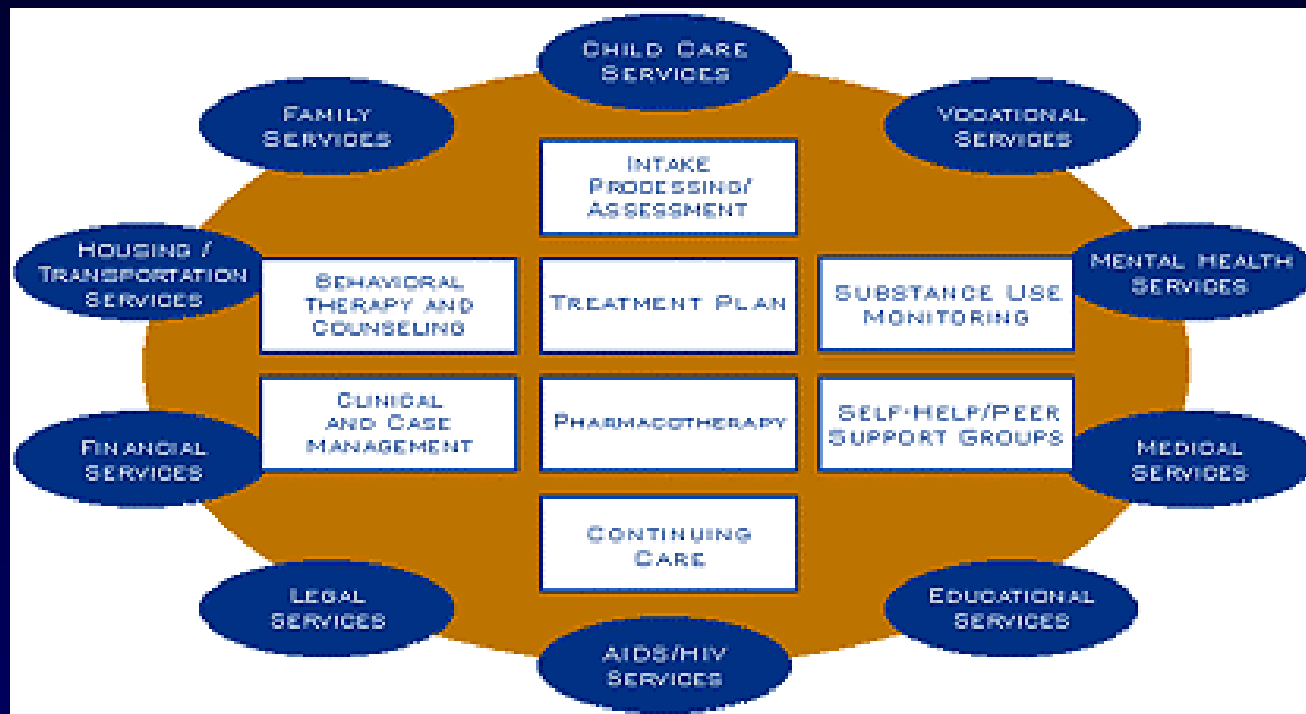 CHILD CARE
SERVICES
FAMILY
SERVICES
VOCATIONAL
SERVICES
INTAKE
PROCESSING/
ASSESSMENT
HOUSING /
TRANSPORTATION
SERVICES
BEHAVIORAL
THERAPY AND
COUNSELING
TREATMENT PLAN
SUBSTANCE USE
MONITORING
MENTAL HEALTH
SERVICES
FINANCIAL
SERVICES
CLINICAL
AND CASE
MANAGEMENT
PHARMACOTHERAPY
SELF-HELP/PEER
SUPPORT GROUPS
MEDICAL
SERVICES
CONTINUING
CARE
LEGAL
SERVICES
AIDS/HIV
SERVICES
EDUCATIONAL
SERVICES